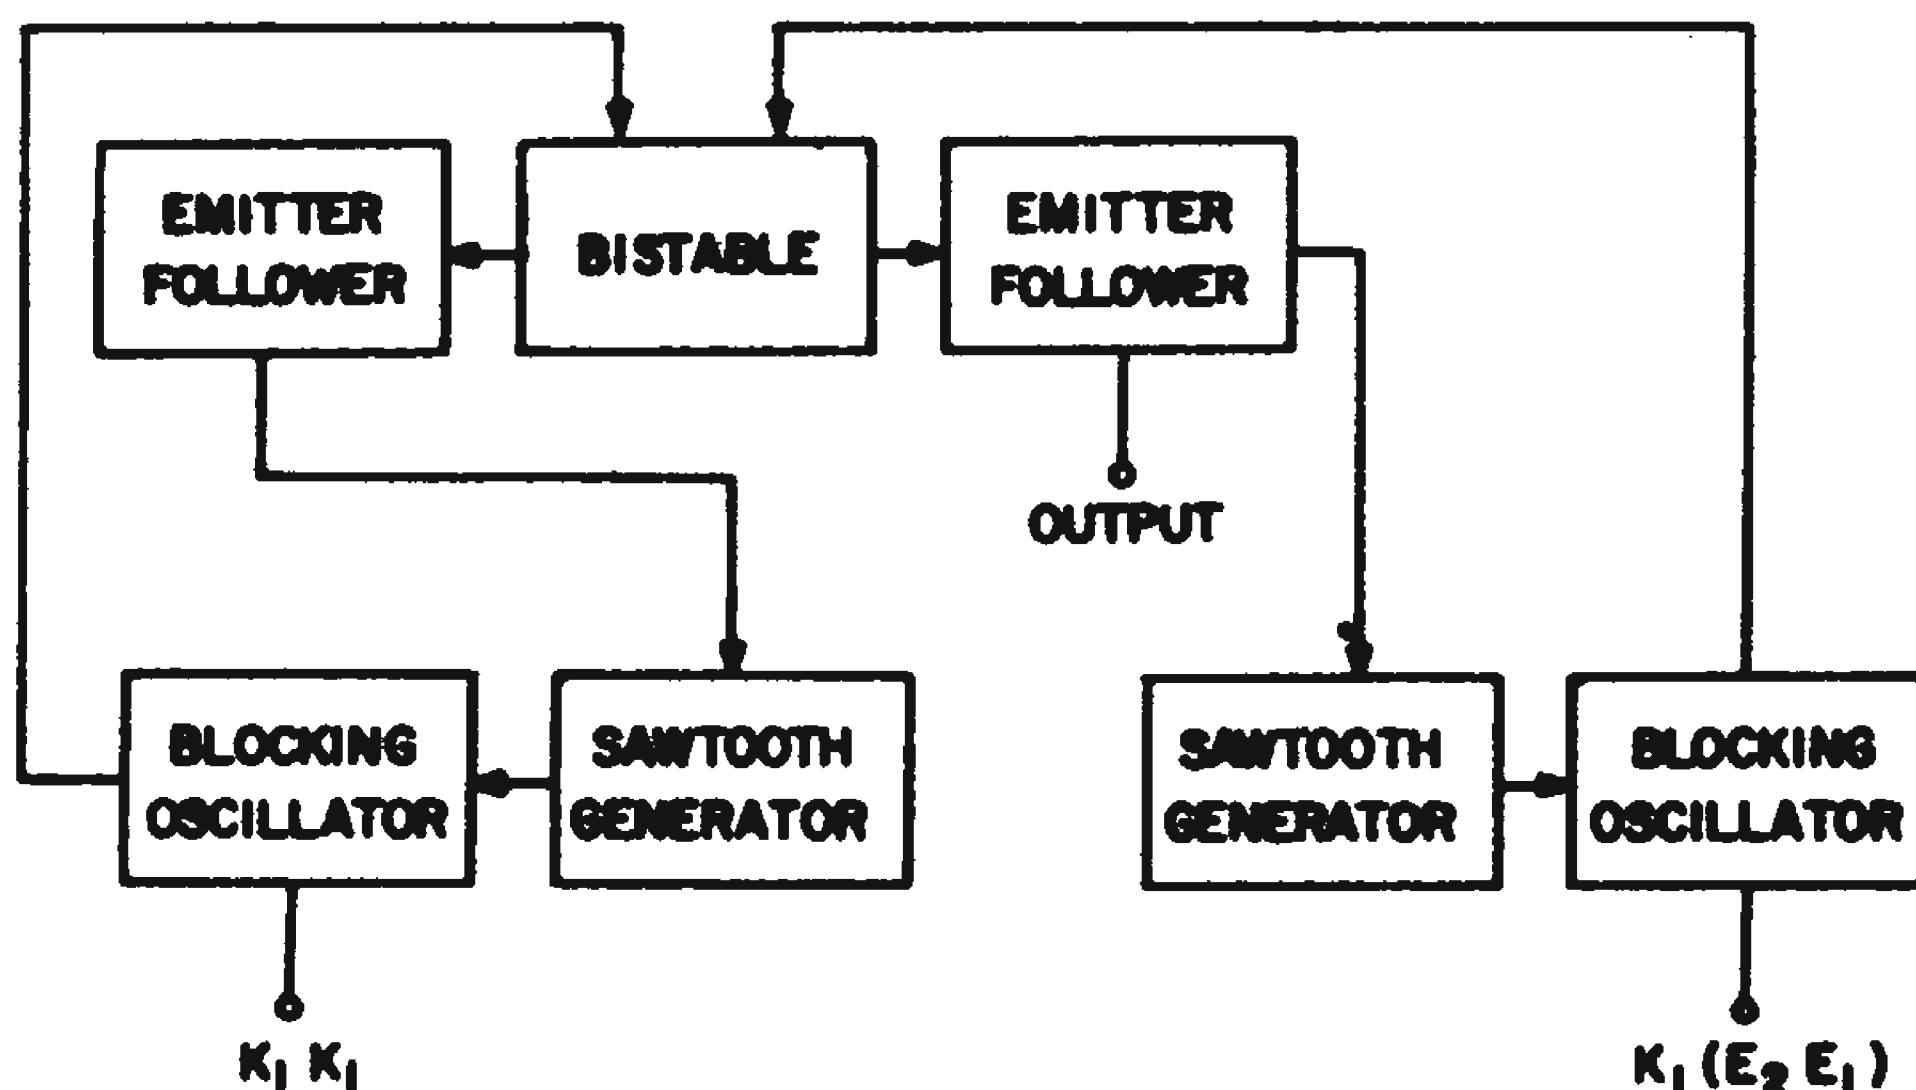 EMITTER
FOLLOWER
BISTABLE
EMITTER
FOLLOWER
OUTPUT
BLOCKING
OSCILLATOR
SAWTOOTH
GENERATOR
SAWTOOTH
GENERATOR
BLOCKING
OSCILLATOR
K₁ K₁
K₁ (E₂ E₁)